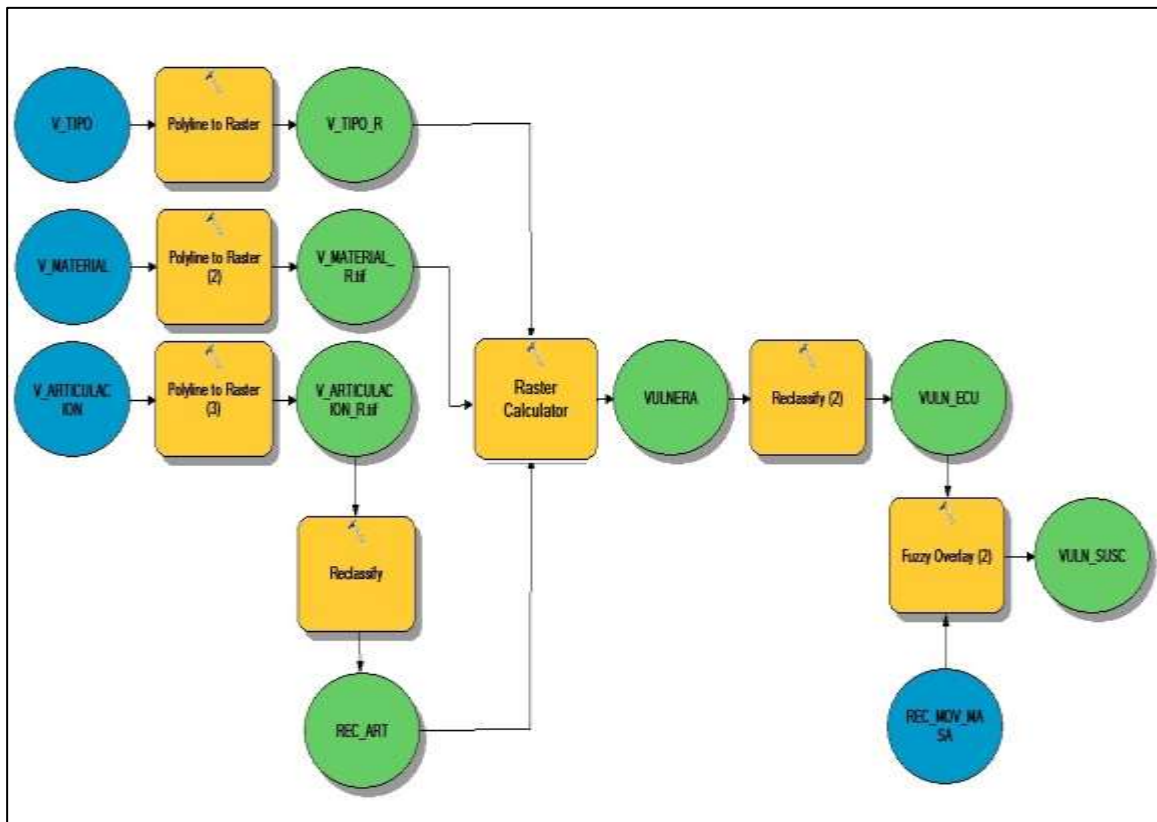 V_TIPO
Polyline to Raster
V_TIPO_R
V_MATERIAL
Polyline to Raster
(2)
V_MATERIAL_
R.tif
V_ARTICULAC
ION
Polyline to Raster
(3)
V_ARTICULAC
ION_R.tif
Raster
Calculator
VULNERA
Reclassify (2)
VULN_ECU
Reclassify
Fuzzy Overlay (2)
VULN_SUSC
REC_ART
REC_MOV_MA
SA